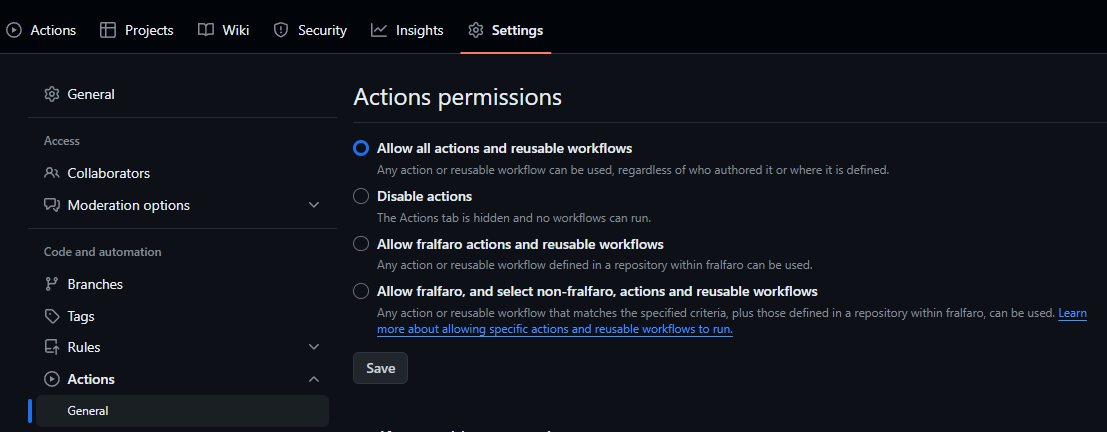 Actions
Projects
Wiki
Security
Insights
Settings
General
Access
Collaborators
Moderation options
Code and automation
Branches
Tags
Rules
Actions
General
Actions permissions
Allow all actions and reusable workflows
Any action or reusable workflow can be used, regardless of who authored it or where it is defined.
Disable actions
The Actions tab is hidden and no workflows can run.
Allow fralfaro actions and reusable workflows
Any action or reusable workflow defined in a repository within fralfaro can be used.
Allow fralfaro, and select non-fralfaro, actions and reusable workflows
Any action or reusable workflow that matches the specified criteria, plus those defined in a repository within fralfaro, can be used. Learn
more about allowing specific actions and reusable workflows to run.
Save